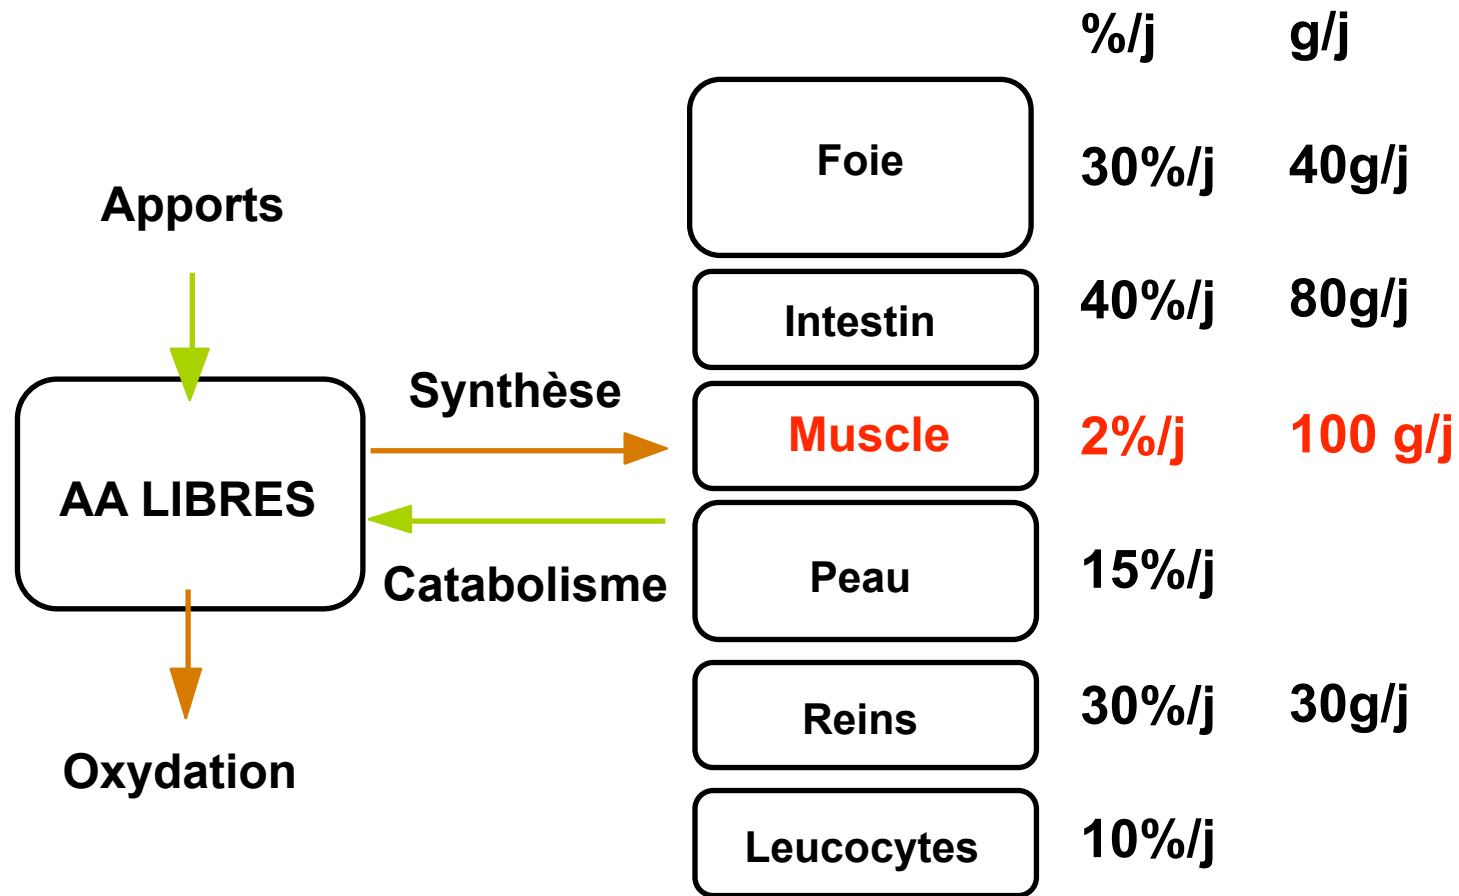 %/j g/j
Foie 30%/j 40g/j
Apports
Intestin 40%/j 80g/j
Synthèse
Muscle 2%/j 100 g/j
AA LIBRES
Catabolisme
Peau 15%/j
Reins 30%/j 30g/j
Oxydation
Leucocytes 10%/j